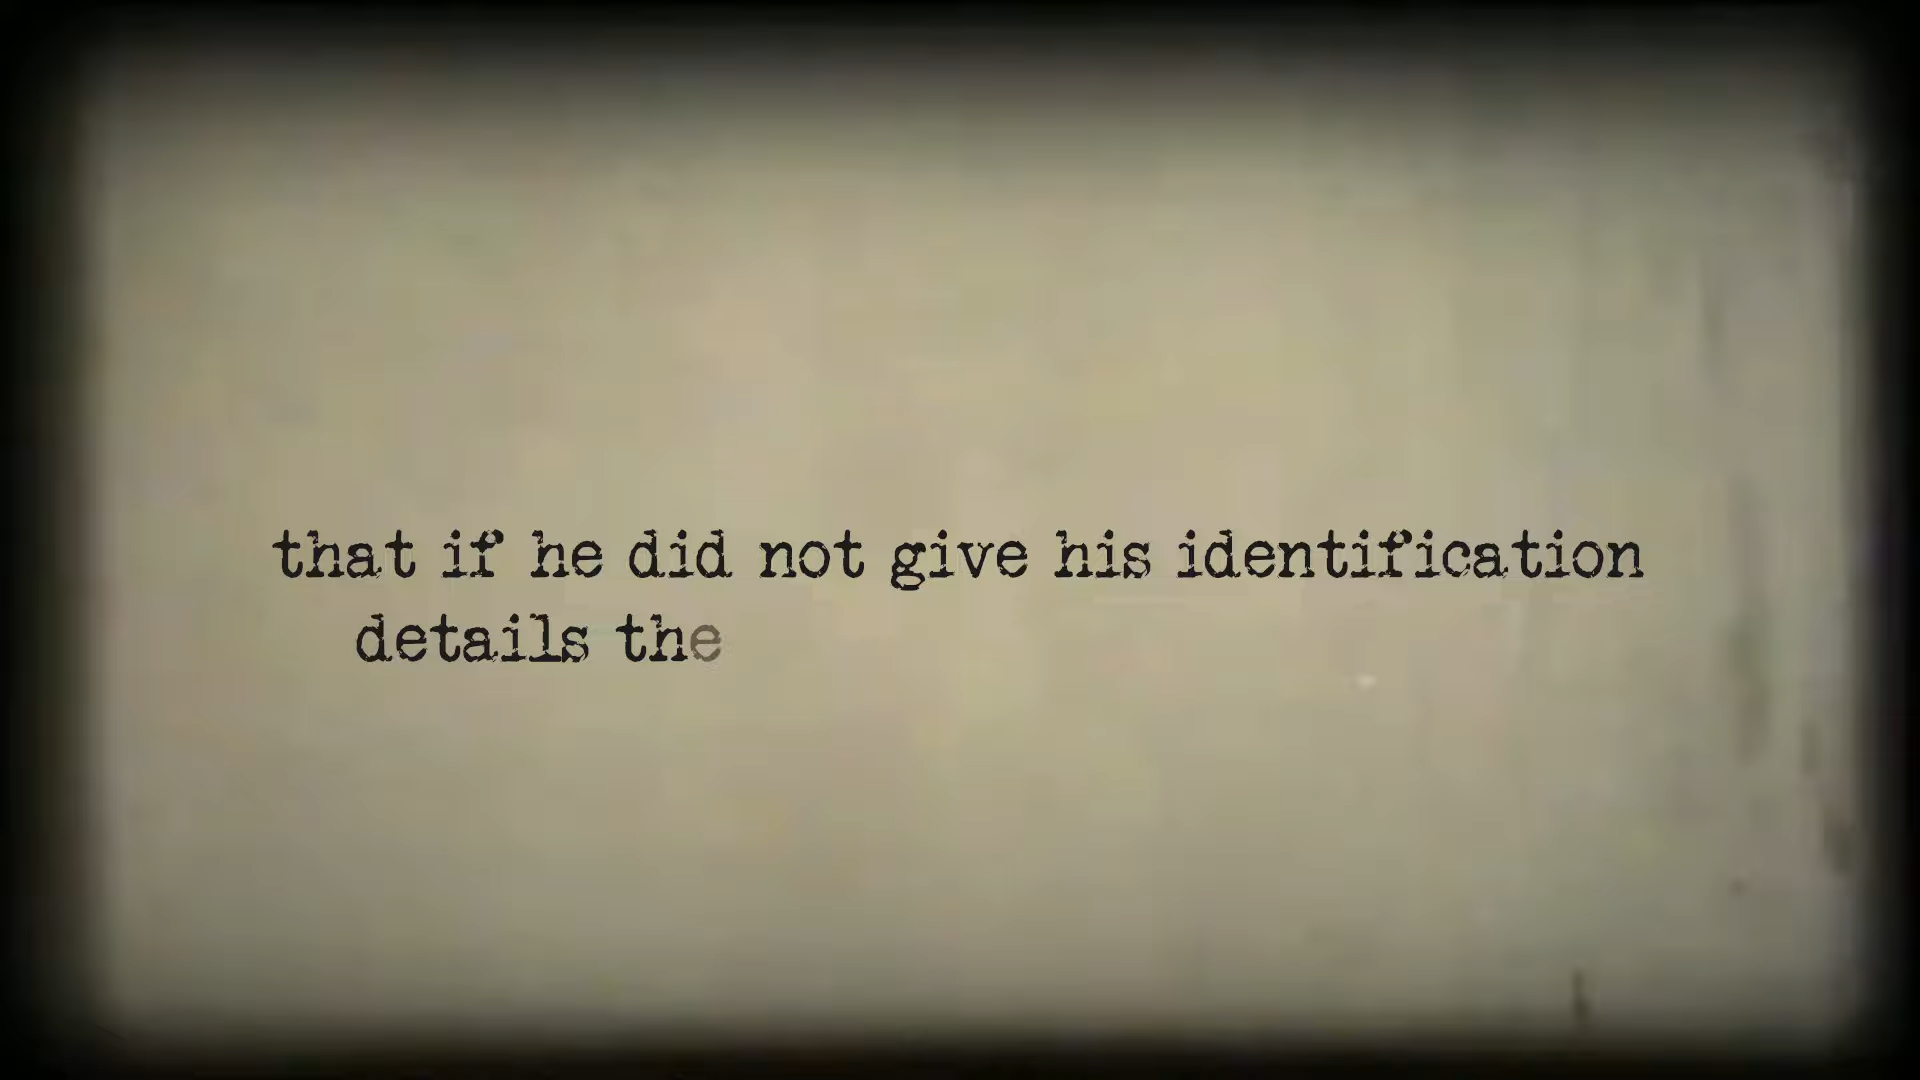 that if he did not give his identification
details the